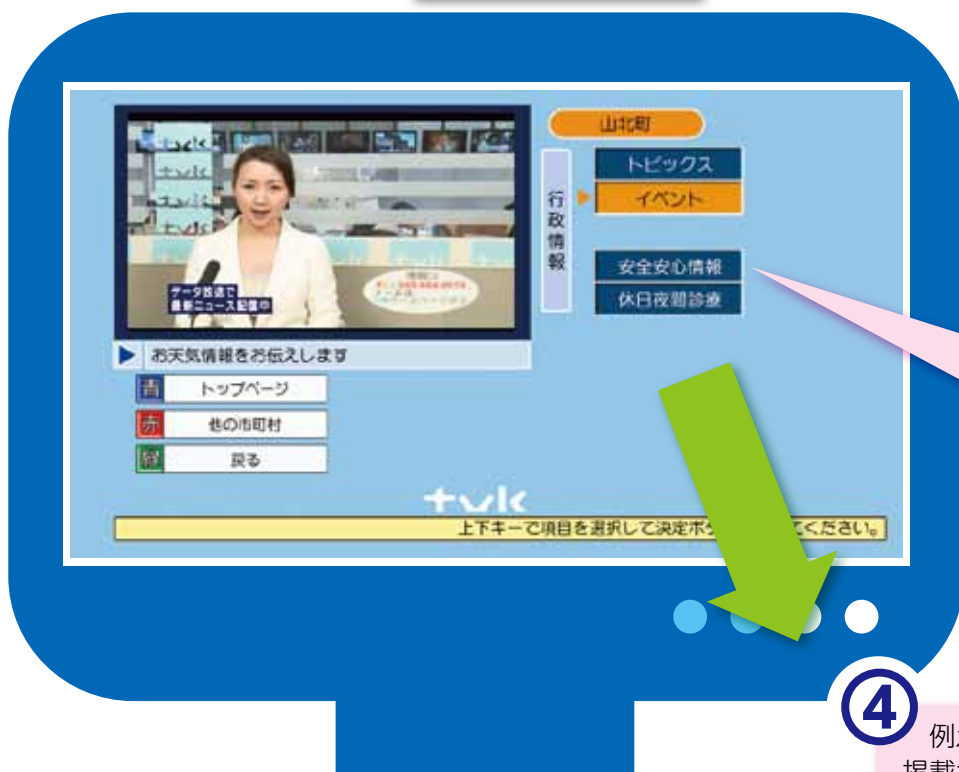 山北町
行政情報
トピックス
イベント
安全安心情報
休日夜間診療
tvk
データ放送で
最新ニュース配信中
お天気情報をお伝えします
青 トップページ
赤 他の市町村
緑 戻る
tvk
上下キーで項目を選択して決定ボ
ください。
④
例
掲載